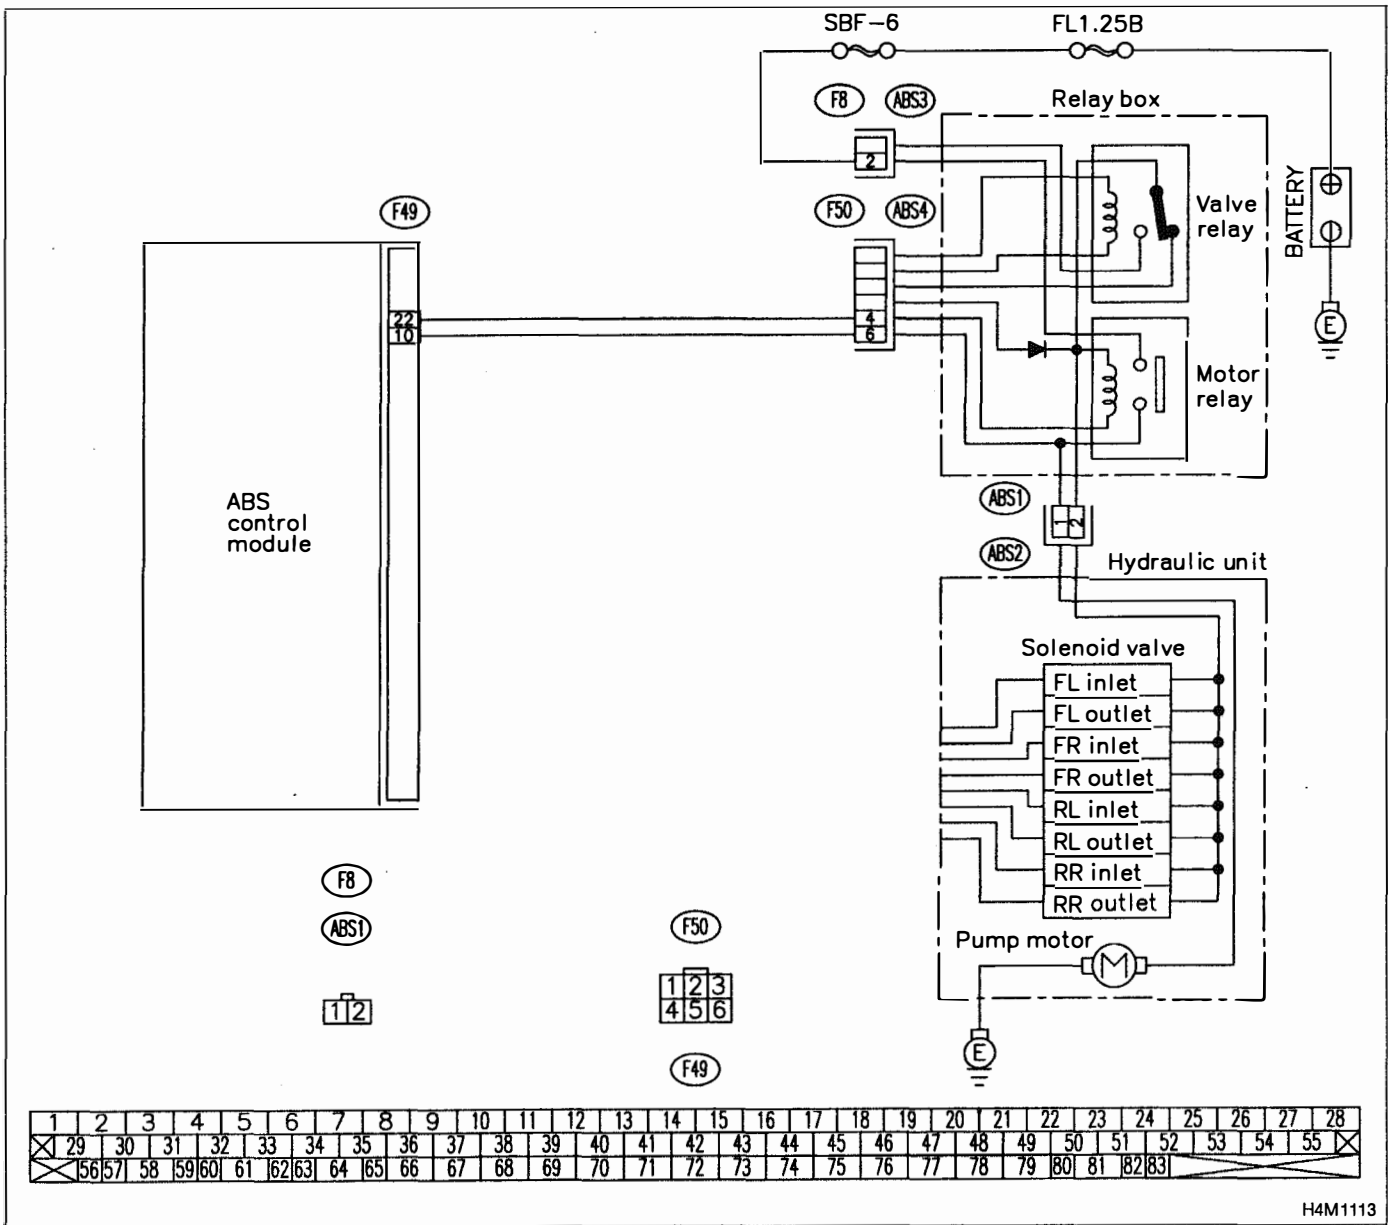 SBF-6 FL1.25B
F8 ABS3 Relay box
2
F50 ABS4
Valve
relay
BATTERY
F49
22
10
4
6
E
Motor
relay
ABS1
1 2
ABS2
Hydraulic unit
ABS
control
module
Solenoid valve
FL inlet
FL outlet
FR inlet
FR outlet
RL inlet
RL outlet
RR inlet
RR outlet
Pump motor
M
E
F8
ABS1
1 2
F50
1 2 3
4 5 6
F49
1 2 3 4 5 6 7 8 9 10 11 12 13 14 15 16 17 18 19 20 21 22 23 24 25 26 27 28
29 30 31 32 33 34 35 36 37 38 39 40 41 42 43 44 45 46 47 48 49 50 51 52 53 54 55
56 57 58 59 60 61 62 63 64 65 66 67 68 69 70 71 72 73 74 75 76 77 78 79 80 81 82 83
H4M1113